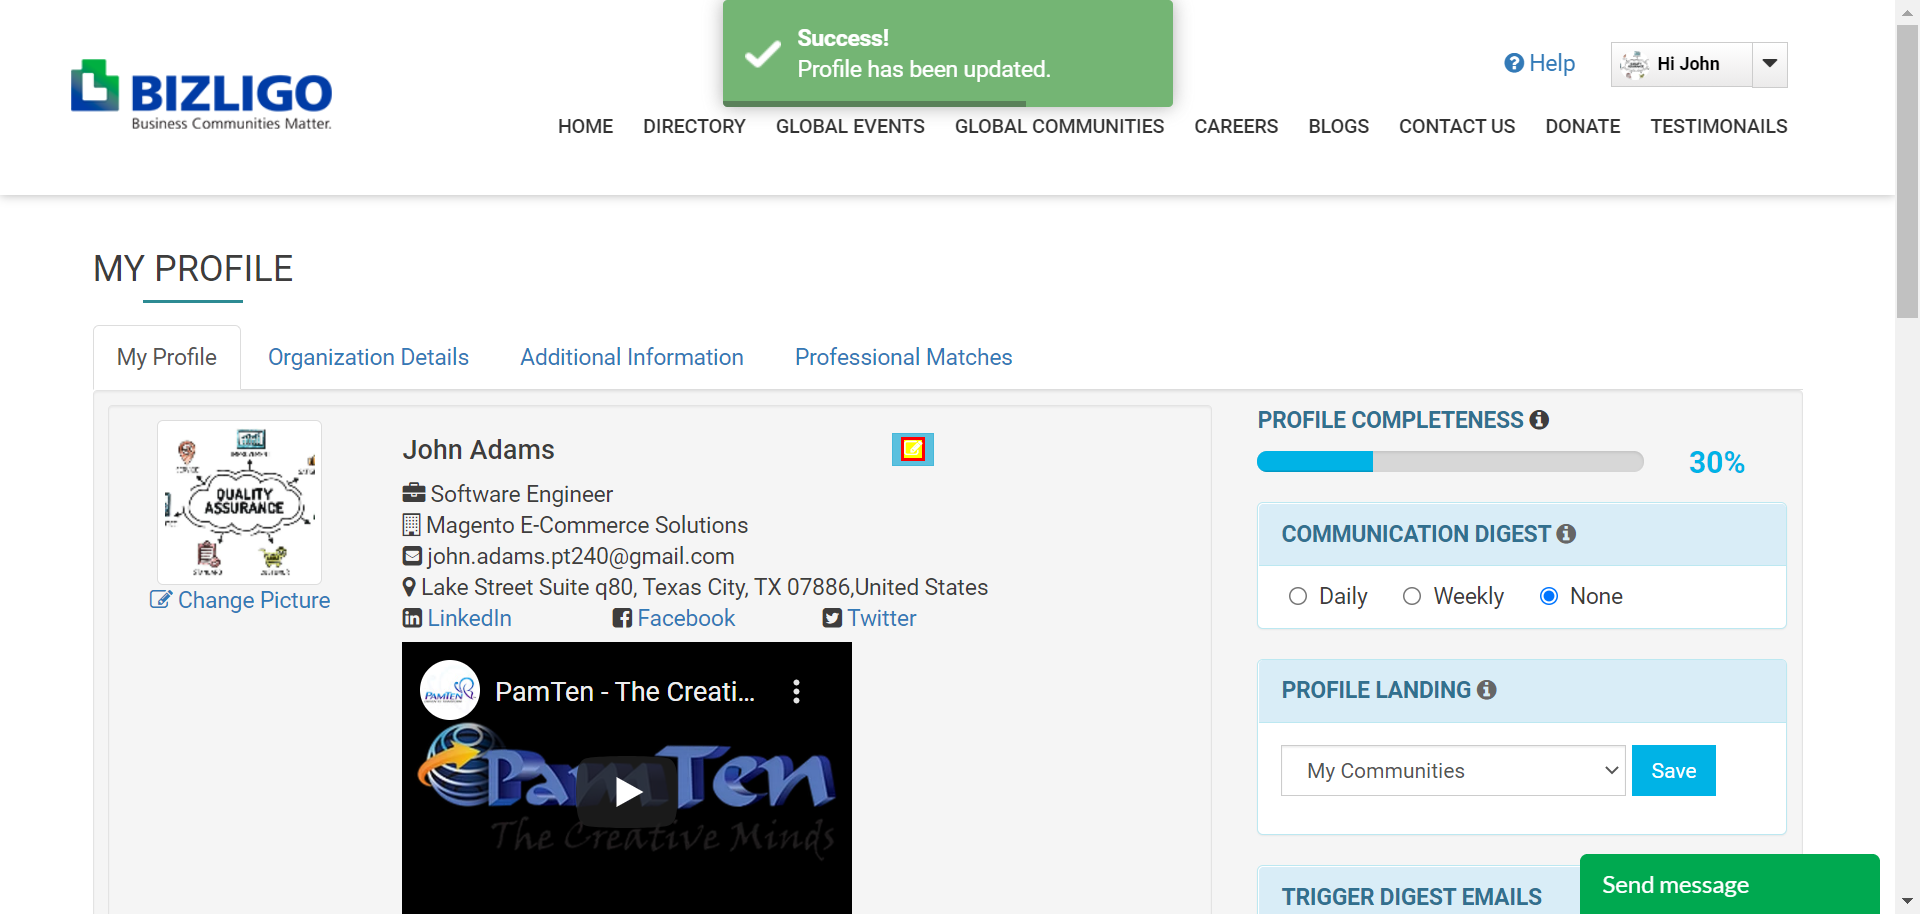 Success!
Profile has been updated.
Help
Hi John
BIZLIGO
Business Communities Matter.
HOME DIRECTORY GLOBAL EVENTS GLOBAL COMMUNITIES CAREERS BLOGS CONTACT US DONATE TESTIMONAILS
MY PROFILE
My Profile Organization Details Additional Information Professional Matches
QUALITY
ASSURANCE
Change Picture
John Adams
Software Engineer
Magento E-Commerce Solutions
john.adams.pt240@gmail.com
Lake Street Suite q80, Texas City, TX 07886,United States
LinkedIn Facebook Twitter
PAMTEN
PamTen - The Creati...
PamTen
The Creative Minds
PROFILE COMPLETENESS
30%
COMMUNICATION DIGEST
Daily Weekly None
PROFILE LANDING
My Communities Save
TRIGGER DIGEST EMAILS
Send message